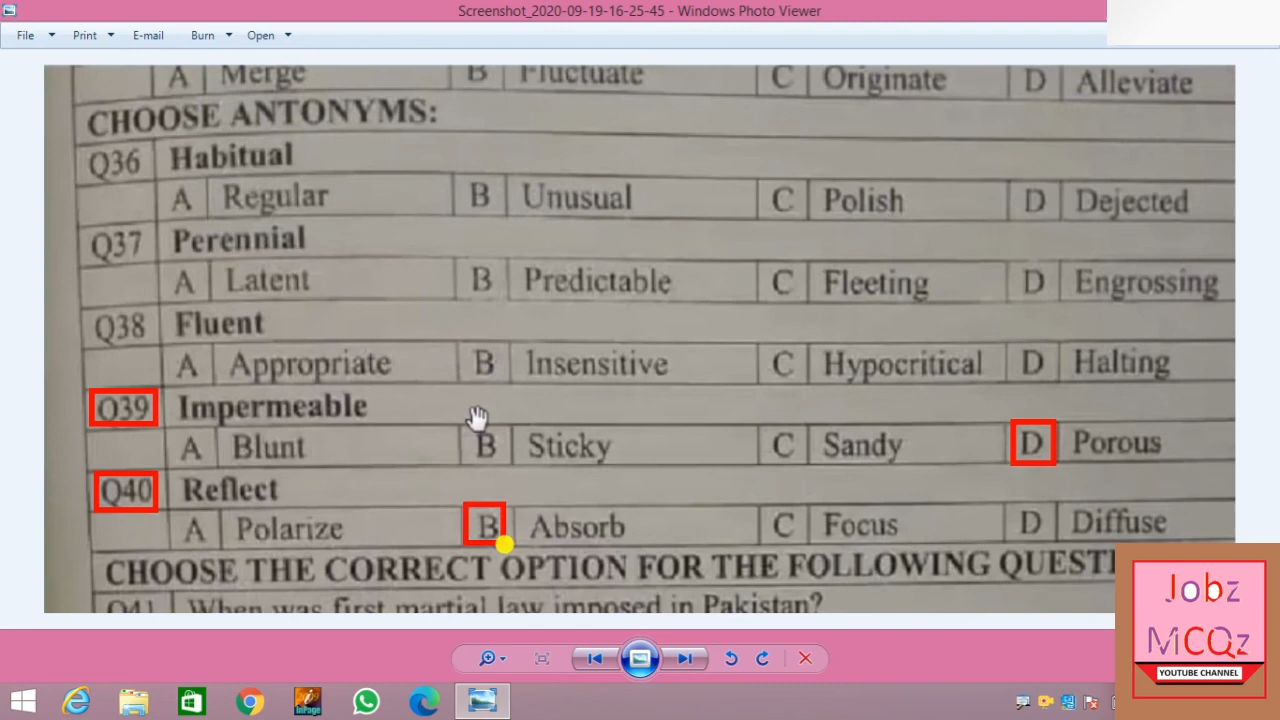 Screenshot_2020-09-19-16-25-45 - Windows Photo Viewer
File Print E-mail Burn Open
A Merge B Fluctuate C Originate D Alleviate
CHOOSE ANTONYMS:
Q36 Habitual
A Regular B Unusual C Polish D Dejected
Q37 Perennial
A Latent B Predictable C Fleeting D Engrossing
Q38 Fluent
A Appropriate B Insensitive C Hypocritical D Halting
Q39 Impermeable
A Blunt B Sticky C Sandy D Porous
Q40 Reflect
A Polarize B Absorb C Focus D Diffuse
CHOOSE THE CORRECT OPTION FOR THE FOLLOWING QUESTI
Q41 When was first martial law imposed in Pakistan?
Jobz
MCQz
YOUTUBE CHANNEL
InPage